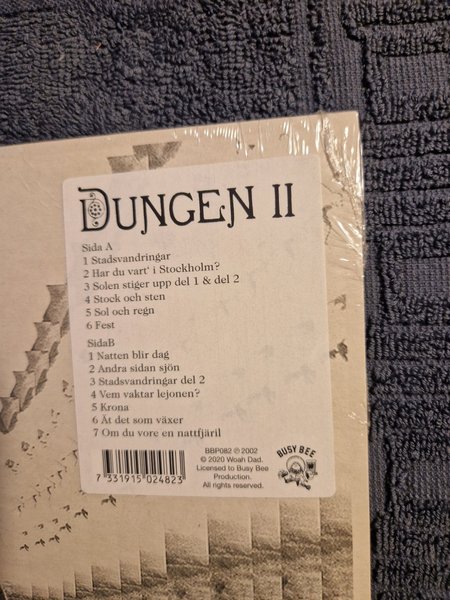 DUNGEN II
Sida A
1 Stadsvandringar
2 Har du vart' i Stockholm?
3 Solen stiger upp del 1 & del 2
4 Stock och sten
5 Sol och regn
6 Fest
SidaB
1 Natten blir dag
2 Andra sidan sjön
3 Stadsvandringar del 2
4 Vem vaktar lejonen?
5 Krona
6 Ät det som växer
7 Om du vore en nattfjäril
BBP082 ℗ 2002
© 2020 Woah Dad.
Licensed to Busy Bee
Production.
All rights reserved.
7 331915 024823
BUSY BEE